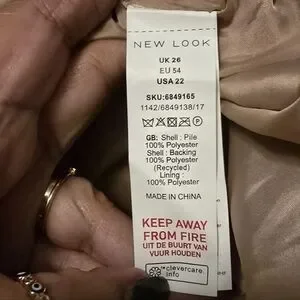 NEW LOOK
UK 26
EU 54
USA 22
SKU:6849165
1142/6849138/17
GB: Shell : Pile
100% Polyester
Shell : Backing
100% Polyester
(Recycled)
Lining :
100% Polyester
MADE IN CHINA
KEEP AWAY
FROM FIRE
UIT DE BUURT VAN
VUUR HOUDEN
clevercare
.info